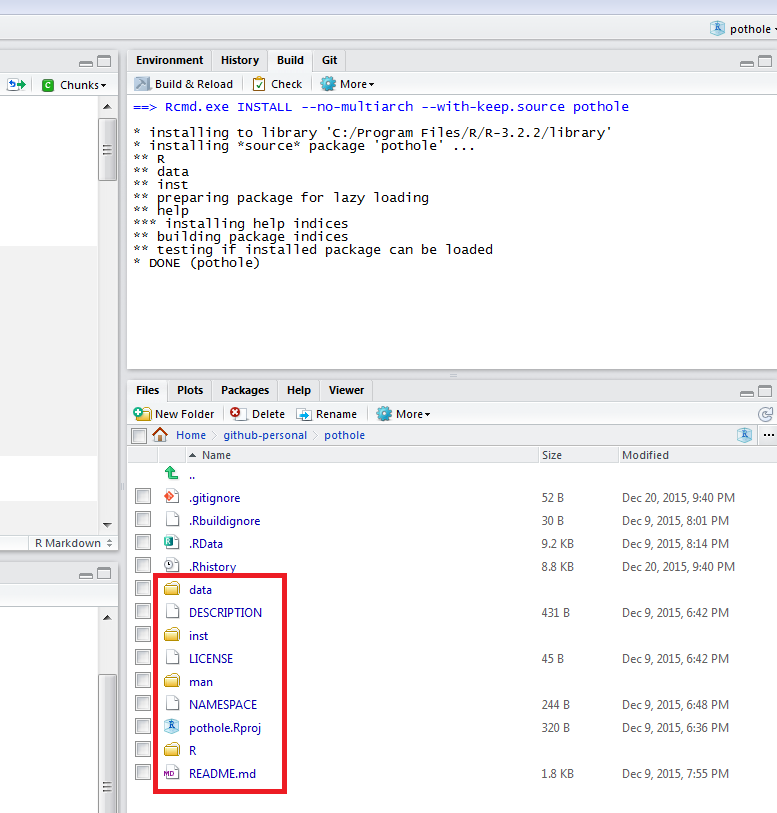 pothole
Environment History Build Git
Chunks
Build & Reload Check More
==> Rcmd.exe INSTALL --no-multiarch --with-keep.source pothole
* installing to library 'C:/Program Files/R/R-3.2.2/library'
* installing *source* package 'pothole' ...
** R
** data
** inst
** preparing package for lazy loading
** help
*** installing help indices
** building package indices
** testing if installed package can be loaded
* DONE (pothole)
R Markdown
Files Plots Packages Help Viewer
New Folder Delete Rename More
Home github-personal pothole
Name Size Modified
..
.gitignore 52 B Dec 20, 2015, 9:40 PM
.Rbuildignore 30 B Dec 9, 2015, 8:01 PM
.RData 9.2 KB Dec 9, 2015, 8:14 PM
.Rhistory 8.8 KB Dec 20, 2015, 9:40 PM
data
DESCRIPTION 431 B Dec 9, 2015, 6:42 PM
inst
LICENSE 45 B Dec 9, 2015, 6:42 PM
man
NAMESPACE 244 B Dec 9, 2015, 6:48 PM
pothole.Rproj 320 B Dec 9, 2015, 6:36 PM
R
README.md 1.8 KB Dec 9, 2015, 7:55 PM